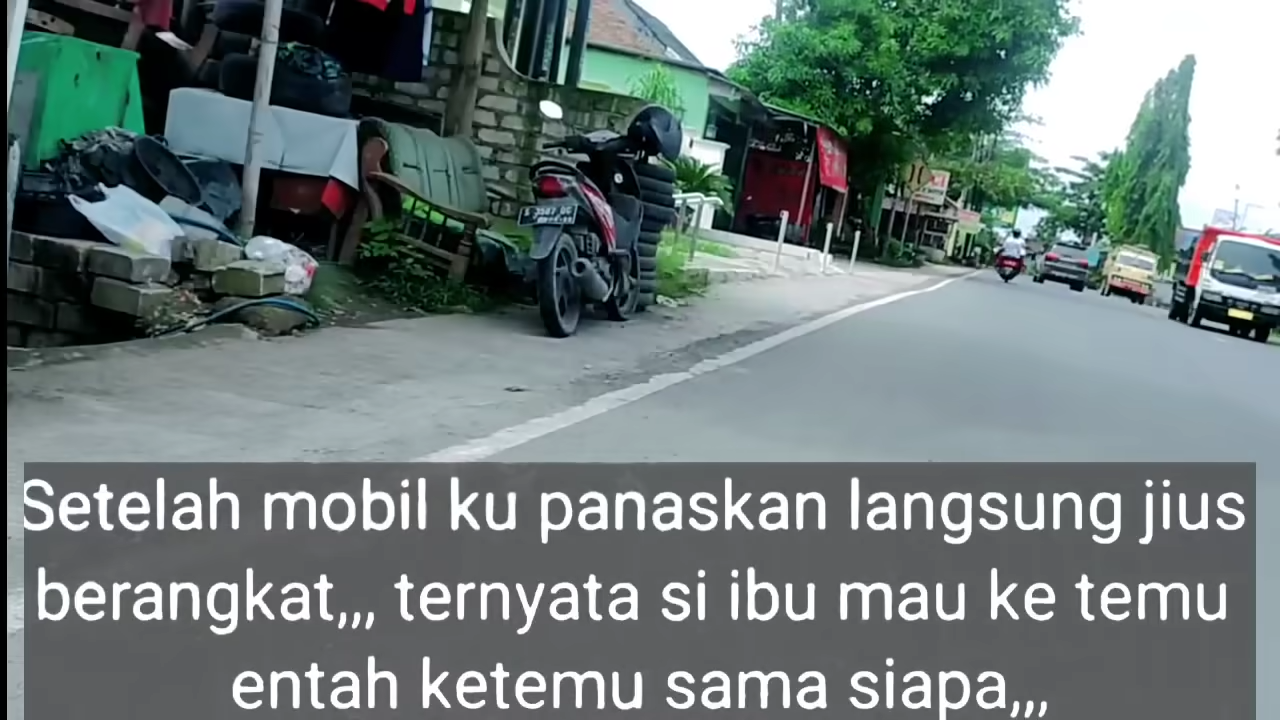 Setelah mobil ku panaskan langsung jius
berangkat,,, ternyata si ibu mau ke temu
entah ketemu sama siapa,,,